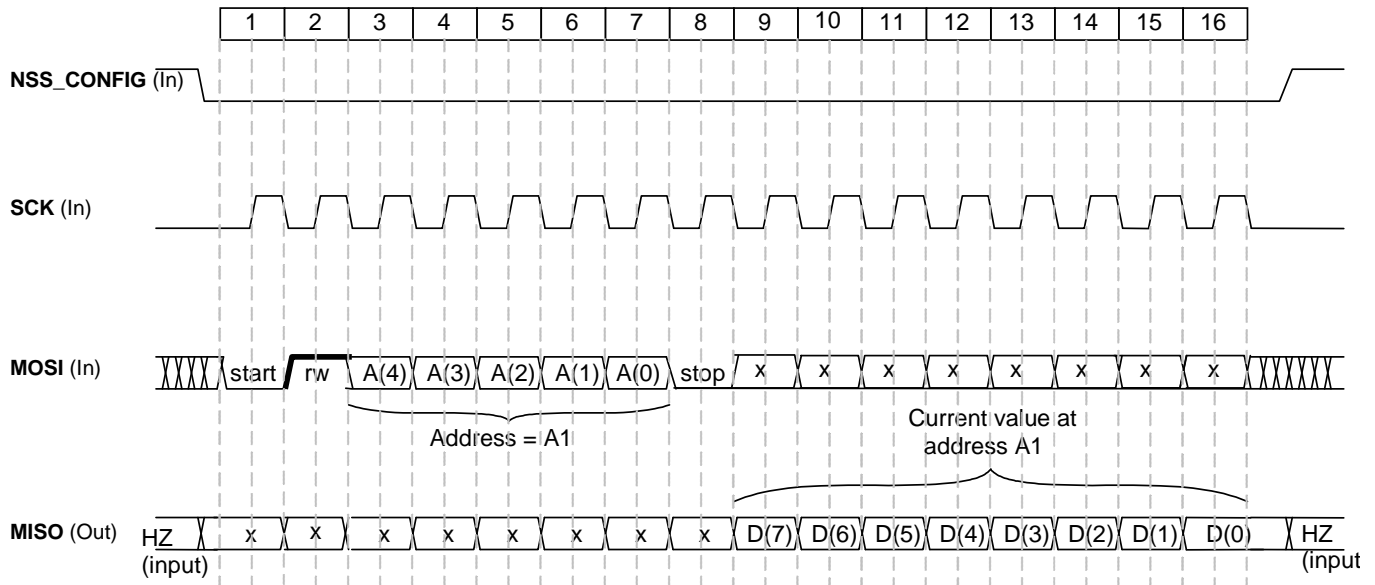 1 2 3 4 5 6 7 8 9 10 11 12 13 14 15 16
NSS_CONFIG (In)
SCK (In)
MOSI (In) start rw A(4) A(3) A(2) A(1) A(0) stop x x x x x x x x
Address = A1
Current value at
address A1
MISO (Out) HZ x x x x x x x x D(7) D(6) D(5) D(4) D(3) D(2) D(1) D(0) HZ
(input) (input